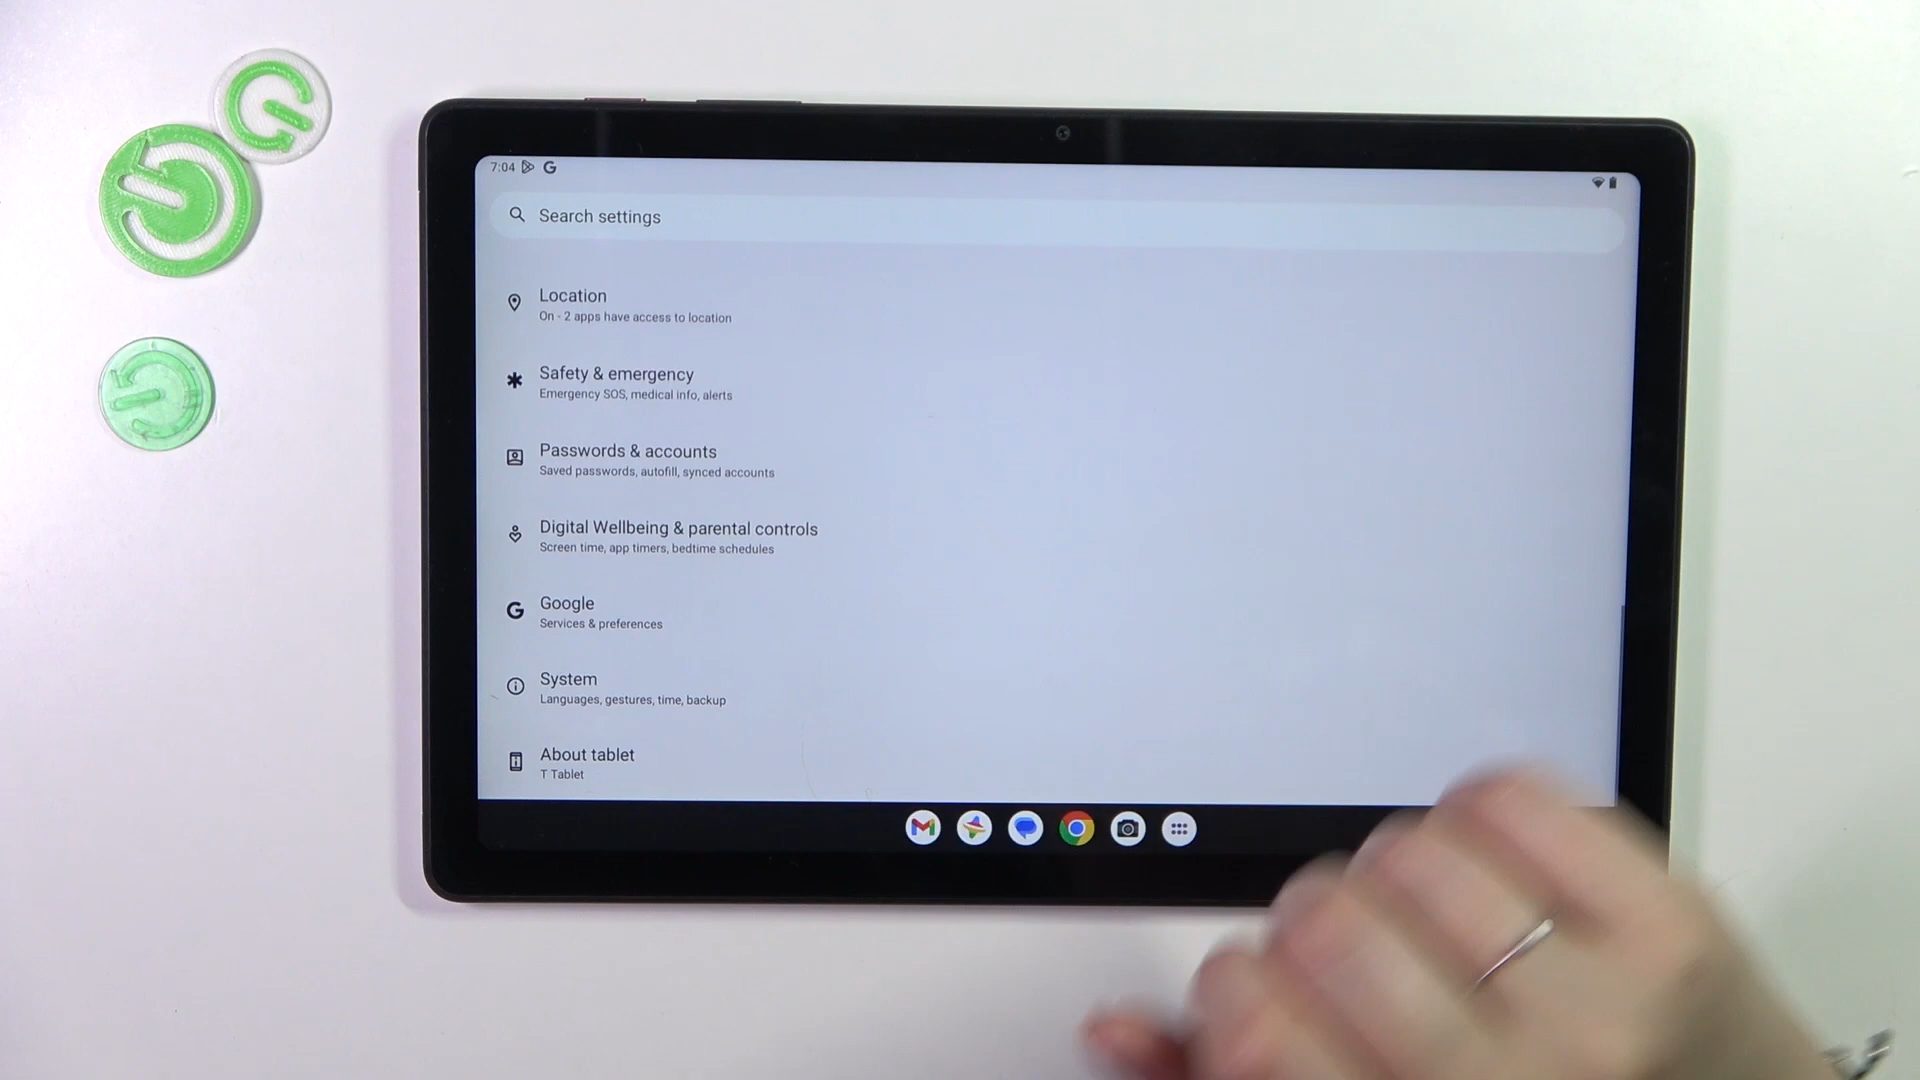 7:04
Search settings
Location
On - 2 apps have access to location
Safety & emergency
Emergency SOS, medical info, alerts
Passwords & accounts
Saved passwords, autofill, synced accounts
Digital Wellbeing & parental controls
Screen time, app timers, bedtime schedules
Google
Services & preferences
System
Languages, gestures, time, backup
About tablet
T Tablet